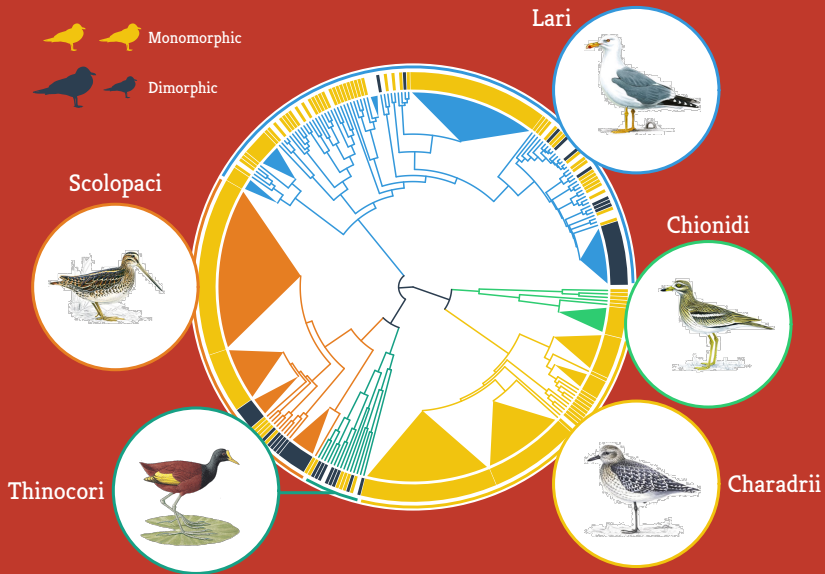 Lari
Monomorphic
Dimorphic
Scolopaci
Chionidi
Thinocori
Charadrii